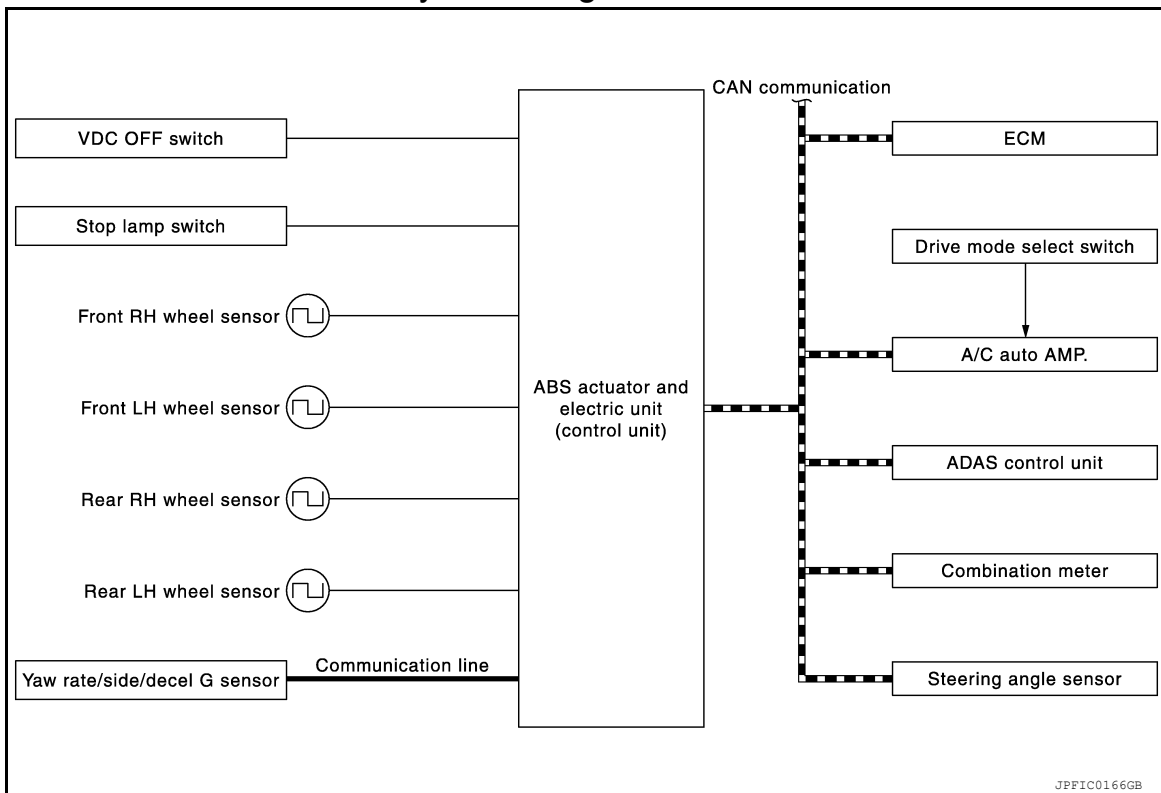 CAN communication
VDC OFF switch
Stop lamp switch
Front RH wheel sensor
Front LH wheel sensor
Rear RH wheel sensor
Rear LH wheel sensor
Yaw rate/side/decel G sensor
Communication line
ABS actuator and
electric unit
(control unit)
ECM
Drive mode select switch
A/C auto AMP.
ADAS control unit
Combination meter
Steering angle sensor
JPFIC0166GB